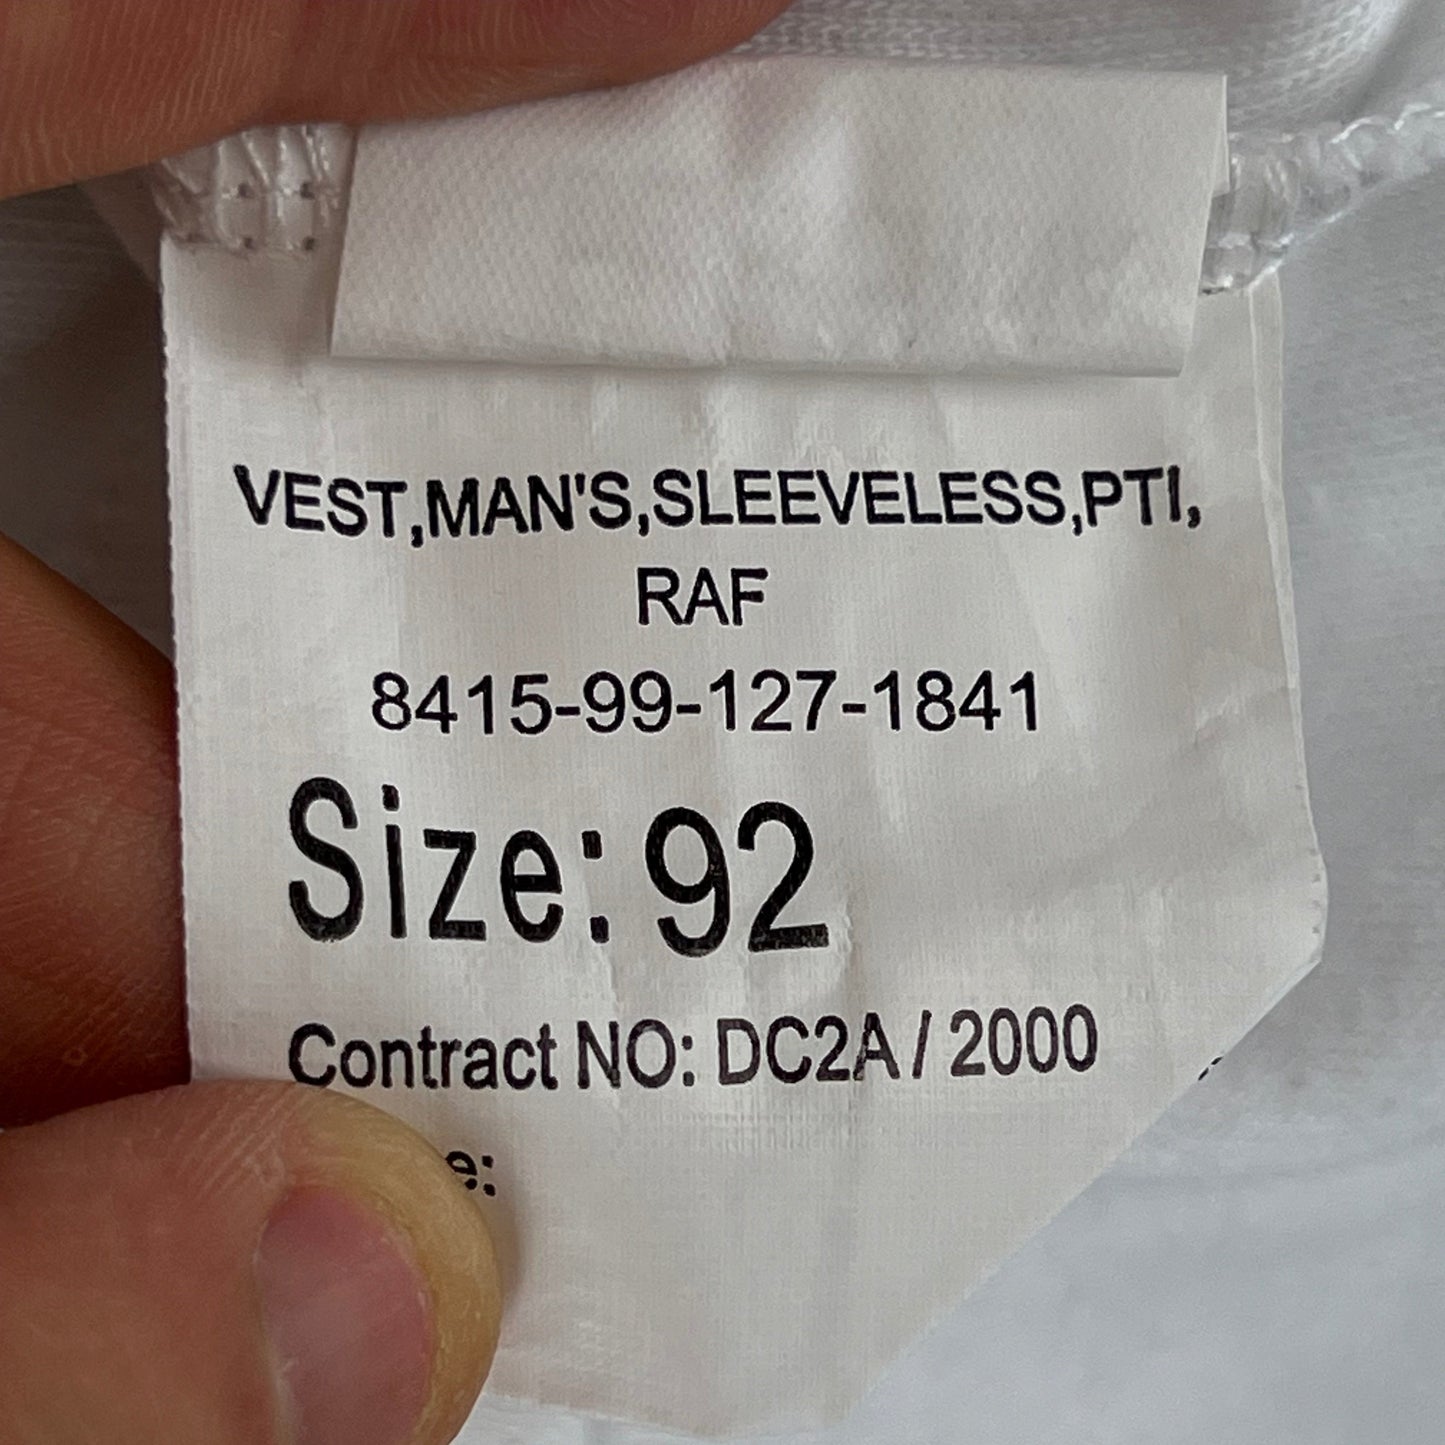 VEST,MAN'S,SLEEVELESS,PTI,
RAF
8415-99-127-1841
Size: 92
Contract NO: DC2A / 2000